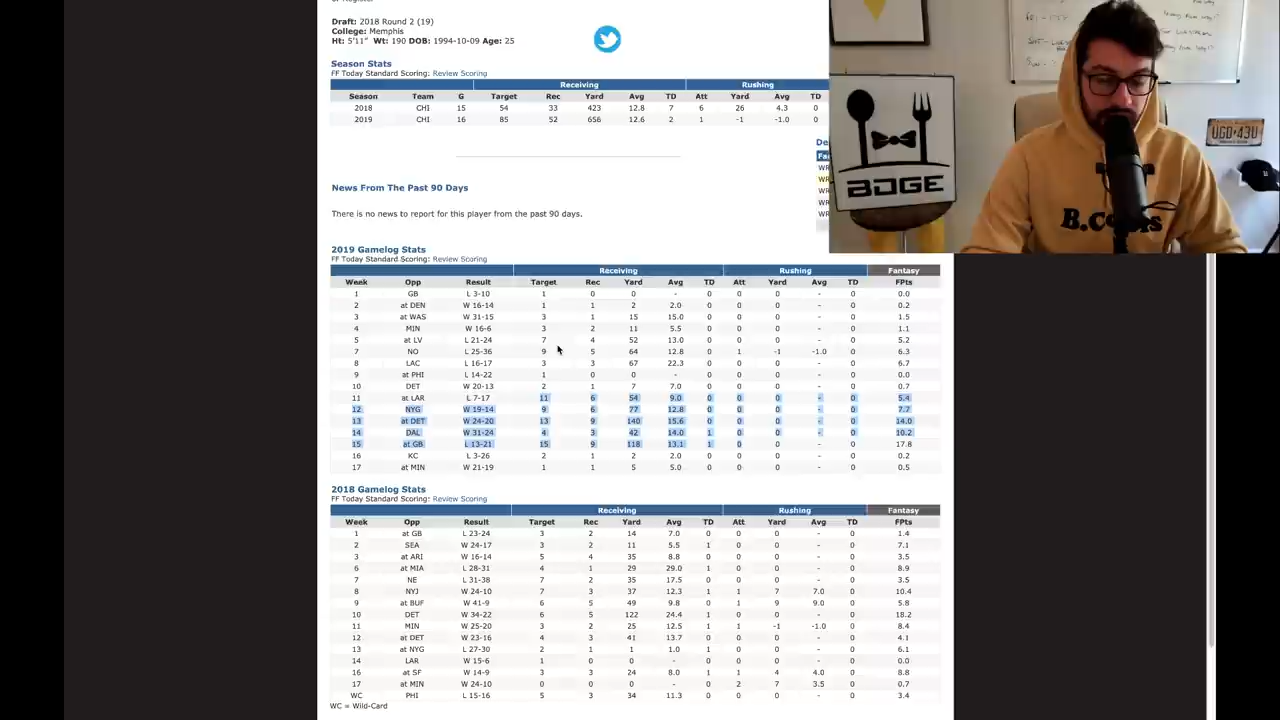 Draft: 2018 Round 2 (19)
College: Memphis
Ht: 5'11" Wt: 190 DOB: 1994-10-09 Age: 25
Season Stats
FF Today Standard Scoring: Review Scoring
Receiving Rushing
Season Team G Target Rec Yard Avg TD Att Yard Avg TD
2018 CHI 15 54 33 423 12.8 7 6 26 4.3 0
2019 CHI 16 85 52 656 12.6 2 1 -1 -1.0 0
News From The Past 90 Days
There is no news to report for this player from the past 90 days.
BDGE
B.C
UGD*43U
2019 Gamelog Stats
FF Today Standard Scoring: Review Scoring
Receiving Rushing Fantasy
Week Opp Result Target Rec Yard Avg TD Att Yard Avg TD FPts
1 GB L 3-10 1 0 0 - 0 0 0 - 0 0.0
2 at DEN W 16-14 1 1 2 2.0 0 0 0 - 0 0.2
3 at WAS W 31-15 3 1 15 15.0 0 0 0 - 0 1.5
4 MIN W 16-6 3 2 11 5.5 0 0 0 - 0 1.1
5 at LV L 21-24 7 4 52 13.0 0 0 0 - 0 5.2
7 NO L 25-36 9 5 64 12.8 0 1 -1 -1.0 0 6.3
8 LAC L 16-17 3 3 67 22.3 0 0 0 - 0 6.7
9 at PHI L 14-22 1 0 0 - 0 0 0 - 0 0.0
10 DET W 20-13 2 1 7 7.0 0 0 0 - 0 0.7
11 at LAR L 7-17 11 6 54 9.0 0 0 0 - 0 5.4
12 NYG W 19-14 9 6 77 12.8 0 0 0 - 0 7.7
13 at DET W 24-20 13 9 140 15.6 0 0 0 - 0 14.0
14 DAL W 31-24 4 3 42 14.0 1 0 0 - 0 10.2
15 at GB L 13-21 15 9 118 13.1 1 0 0 - 0 17.8
16 KC L 3-26 2 1 2 2.0 0 0 0 - 0 0.2
17 at MIN W 21-19 1 1 5 5.0 0 0 0 - 0 0.5
2018 Gamelog Stats
FF Today Standard Scoring: Review Scoring
Receiving Rushing Fantasy
Week Opp Result Target Rec Yard Avg TD Att Yard Avg TD FPts
1 at GB L 23-24 3 2 14 7.0 0 0 0 - 0 1.4
2 SEA W 24-17 3 2 11 5.5 1 0 0 - 0 7.1
3 at ARI W 16-14 5 4 35 8.8 0 0 0 - 0 3.5
6 at MIA L 28-31 4 1 29 29.0 1 0 0 - 0 8.9
7 NE L 31-38 7 2 35 17.5 0 0 0 - 0 3.5
8 NYJ W 24-10 7 3 37 12.3 1 1 7 7.0 0 10.4
9 at BUF W 41-9 6 5 49 9.8 0 1 9 9.0 0 5.8
10 DET W 34-22 6 5 122 24.4 1 0 0 - 0 18.2
11 MIN W 25-20 3 2 25 12.5 1 1 -1 -1.0 0 8.4
12 at DET W 23-16 4 3 41 13.7 0 0 0 - 0 4.1
13 at NYG L 27-30 2 1 1 1.0 1 0 0 - 0 6.1
14 LAR W 15-6 1 0 0 - 0 0 0 - 0 0.0
16 at SF W 14-9 3 3 24 8.0 1 1 4 4.0 0 8.8
17 at MIN W 24-10 0 0 0 - 0 2 7 3.5 0 0.7
WC PHI L 15-16 5 3 34 11.3 0 0 0 - 0 3.4
WC = Wild-Card